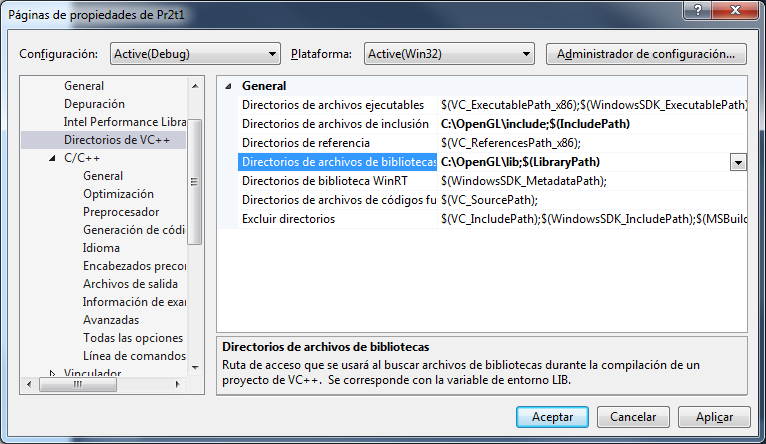 Páginas de propiedades de Pr2t1
Configuración: Active(Debug) Plataforma: Active(Win32) Administrador de configuración...
General
Depuración
Intel Performance Libra
Directorios de VC++
C/C++
General
Optimización
Preprocesador
Generación de códi
Idioma
Encabezados precor
Archivos de salida
Información de exa
Avanzadas
Todas las opciones
Línea de comandos
Vinculador
General
Directorios de archivos ejecutables $(VC_ExecutablePath_x86);$(WindowsSDK_ExecutablePath)
Directorios de archivos de inclusión C:\OpenGL\include;$(IncludePath)
Directorios de referencia $(VC_ReferencesPath_x86);
Directorios de archivos de bibliotecas C:\OpenGL\lib;$(LibraryPath)
Directorios de biblioteca WinRT $(WindowsSDK_MetadataPath);
Directorios de archivos de códigos fu $(VC_SourcePath);
Excluir directorios $(VC_IncludePath);$(WindowsSDK_IncludePath);$(MSBuild
Directorios de archivos de bibliotecas
Ruta de acceso que se usará al buscar archivos de bibliotecas durante la compilación de un
proyecto de VC++. Se corresponde con la variable de entorno LIB.
Aceptar Cancelar Aplicar